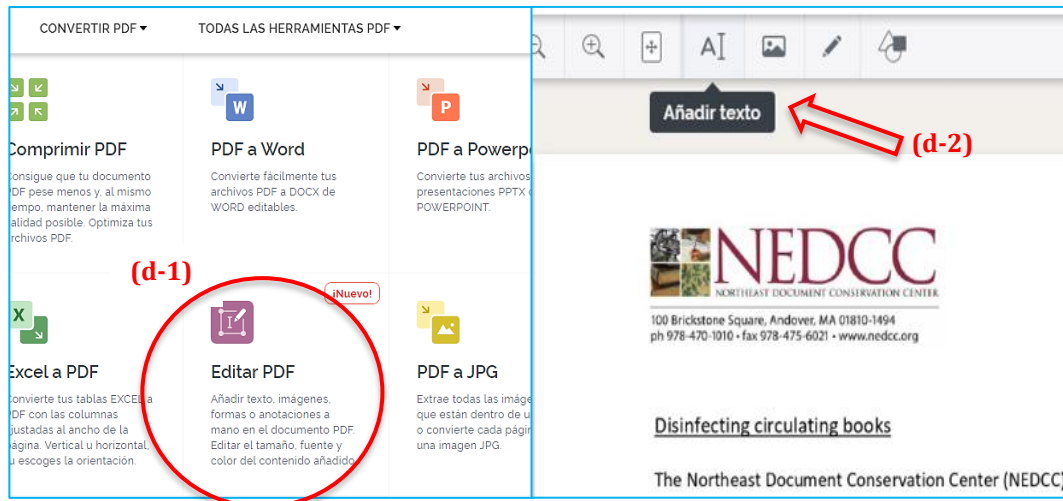 CONVERTIR PDF
TODAS LAS HERRAMIENTAS PDF
Comprimir PDF
Consigue que tu documento
PDF pese menos y, al mismo
tiempo, mantener la máxima
calidad posible. Optimiza tus
archivos PDF.
W
PDF a Word
Convierte fácilmente tus
archivos PDF a DOCX de
WORD editables.
P
PDF a Powerp
Convierte tus archivos
presentaciones PPTX
POWERPOINT.
(d-1)
X
Excel a PDF
Convierte tus tablas EXCEL a
PDF con las columnas
ajustadas al ancho de la
página. Vertical u horizontal,
tu escoges la orientación.
¡Nuevo!
Editar PDF
Añadir texto, imágenes,
formas o anotaciones a
mano en el documento PDF.
Editar el tamaño, fuente y
color del contenido añadido
PDF a JPG
Extrae todas las imáge
que están dentro de u
o convierte cada págin
una imagen JPG.
A
Añadir texto
(d-2)
NEDCC
NORTHEAST DOCUMENT CONSERVATION CENTER
100 Brickstone Square, Andover, MA 01810-1494
ph 978-470-1010 • fax 978-475-6021 • www.nedcc.org
Disinfecting circulating books
The Northeast Document Conservation Center (NEDCC)